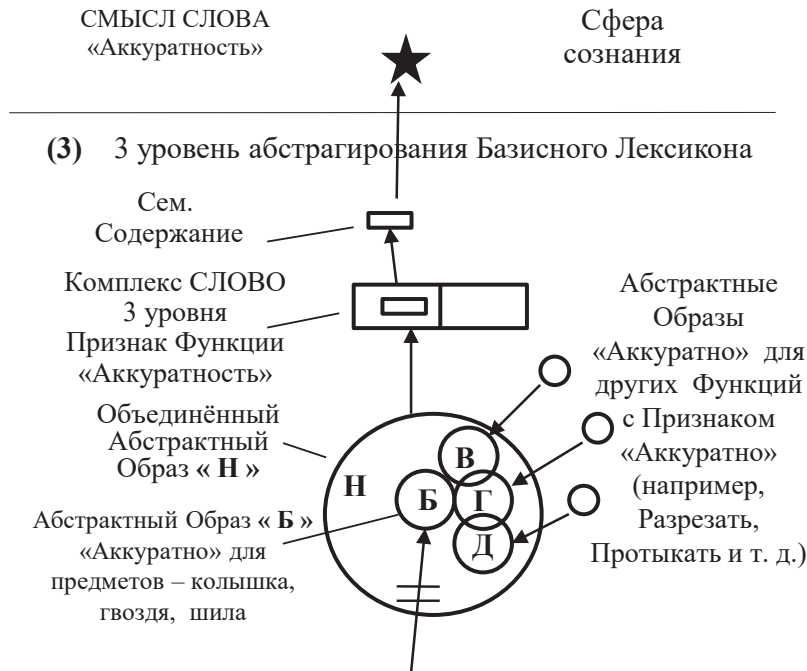 СМЫСЛ СЛОВА
«Аккуратность»
Сфера
сознания
(3) 3 уровень абстрагирования Базисного Лексикона
Сем.
Содержание
Комплекс СЛОВО
3 уровня
Признак Функции
«Аккуратность»
Объединённый
Абстрактный
Образ « Н »
Абстрактный Образ « Б »
«Аккуратно» для
предметов – колышка,
гвоздя, шила
Н
В
Б
Г
Д
Абстрактные
Образы
«Аккуратно» для
других Функций
с Признаком
«Аккуратно»
(например,
Разрезать,
Протыкать и т. д.)